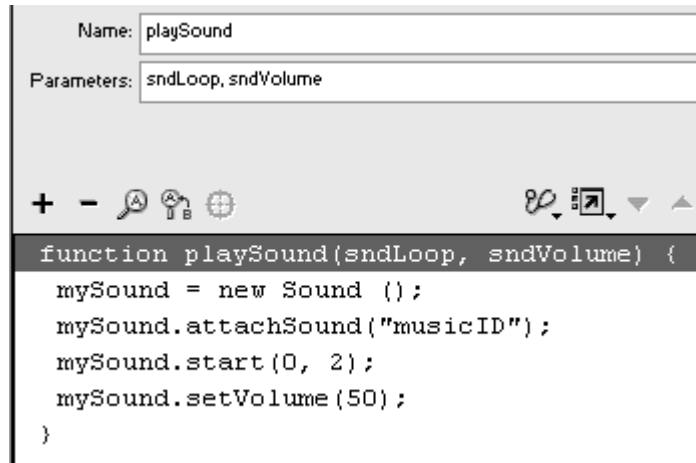 Name: playSound
Parameters: sndLoop, sndVolume
function playSound(sndLoop, sndVolume) {
mySound = new Sound ();
mySound.attachSound("musicID");
mySound.start(0, 2);
mySound.setVolume(50);
}